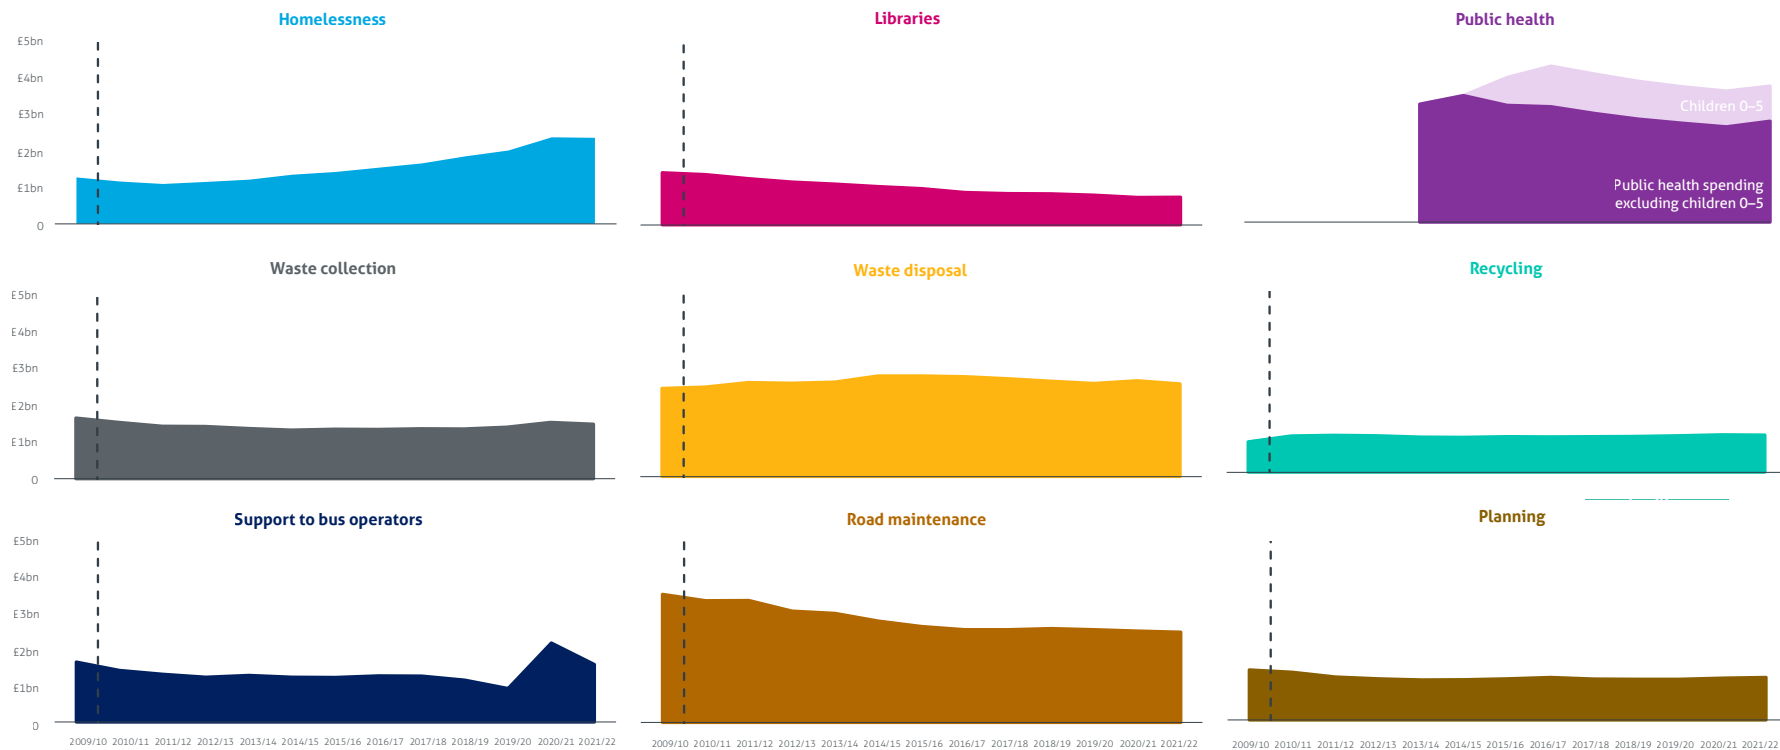 Homelessness
Libraries
Public health
£5bn
£4bn
£3bn
£2bn
£1bn
0
Children 0–5
Public health spending
excluding children 0–5
Waste collection
Waste disposal
Recycling
£5bn
£4bn
£3bn
£2bn
£1bn
0
Support to bus operators
Road maintenance
Planning
£5bn
£4bn
£3bn
£2bn
£1bn
0
2009/10 2010/11 2011/12 2012/13 2013/14 2014/15 2015/16 2016/17 2017/18 2018/19 2019/20 2020/21 2021/22
2009/10 2010/11 2011/12 2012/13 2013/14 2014/15 2015/16 2016/17 2017/18 2018/19 2019/20 2020/21 2021/22
2009/10 2010/11 2011/12 2012/13 2013/14 2014/15 2015/16 2016/17 2017/18 2018/19 2019/20 2020/21 2021/22